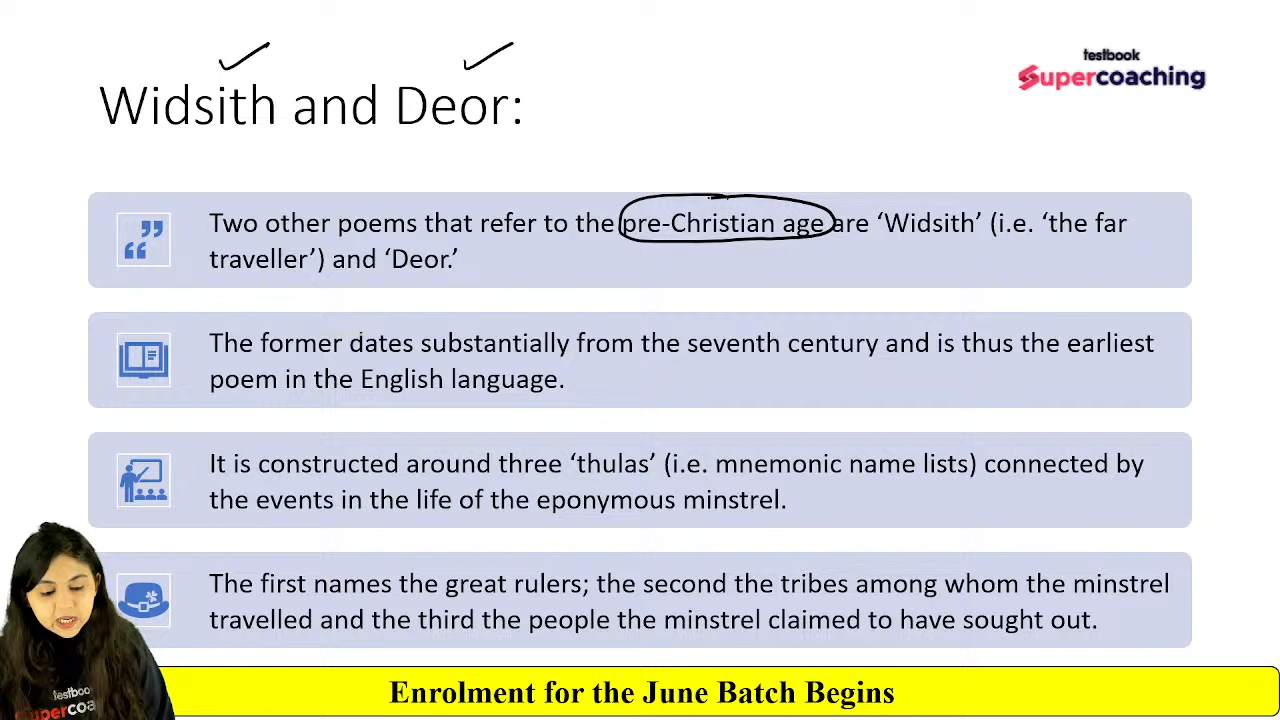 testbook
Supercoaching
Widsith and Deor:
Two other poems that refer to the pre-Christian age are ‘Widsith’ (i.e. ‘the far
traveller’) and ‘Deor.’
The former dates substantially from the seventh century and is thus the earliest
poem in the English language.
It is constructed around three ‘thulas’ (i.e. mnemonic name lists) connected by
the events in the life of the eponymous minstrel.
The first names the great rulers; the second the tribes among whom the minstrel
travelled and the third the people the minstrel claimed to have sought out.
testboo
upercoa
Enrolment for the June Batch Begins